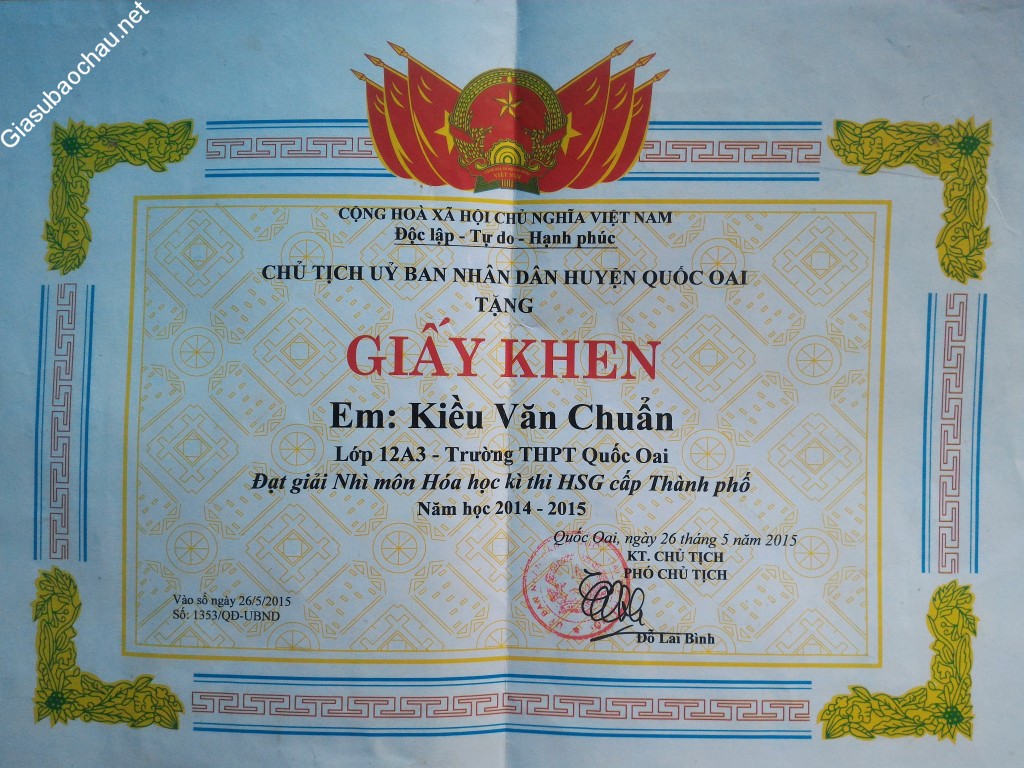 Giasubaochau.net
VIỆT NAM
CỘNG HOÀ XÃ HỘI CHỦ NGHĨA VIỆT NAM
Độc lập - Tự do - Hạnh phúc
CHỦ TỊCH UỶ BAN NHÂN DÂN HUYỆN QUỐC OAI
TẶNG
GIẤY KHEN
Em: Kiều Văn Chuẩn
Lớp 12A3 - Trường THPT Quốc Oai
Đạt giải Nhì môn Hóa học kì thi HSG cấp Thành phố
Năm học 2014 - 2015
Quốc Oai, ngày 26 tháng 5 năm 2015
KT. CHỦ TỊCH
PHÓ CHỦ TỊCH
Vào sổ ngày 26/5/2015
Số: 1353/QĐ-UBND
Đỗ Lai Bình